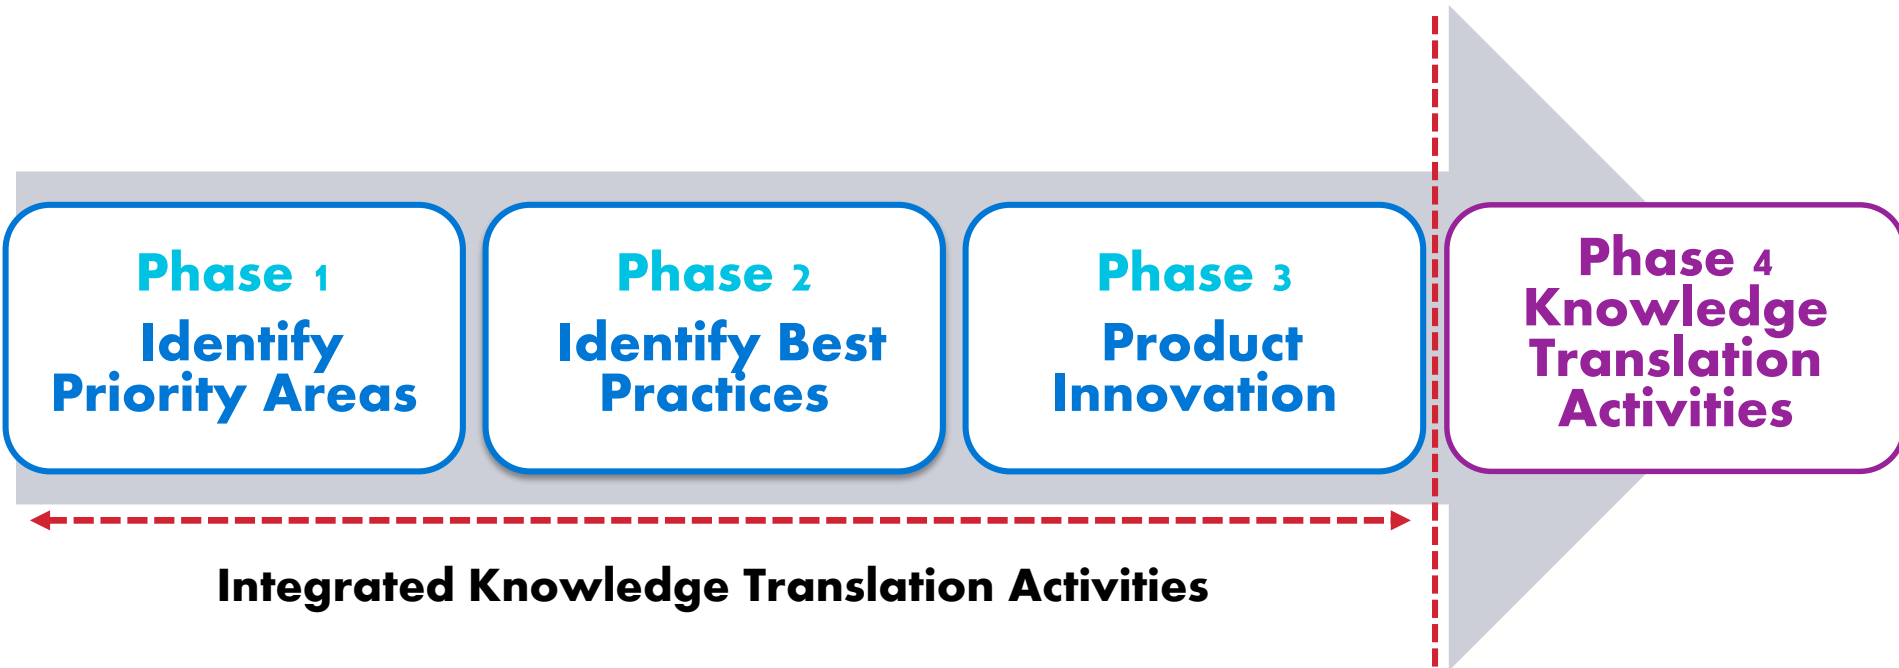 Phase 1
Identify
Priority Areas
Phase 2
Identify Best
Practices
Phase 3
Product
Innovation
Phase 4
Knowledge
Translation
Activities
Integrated Knowledge Translation Activities